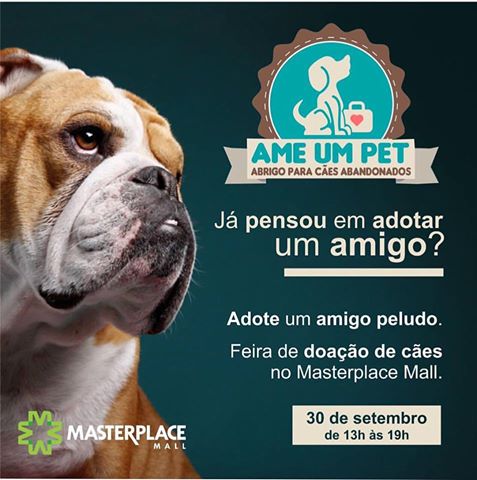 AME UM PET
ABRIGO PARA CÃES ABANDONADOS
Já pensou em adotar
um amigo?
Adote um amigo peludo.
Feira de doação de cães
no Masterplace Mall.
30 de setembro
de 13h às 19h
MASTERPLACE
MALL